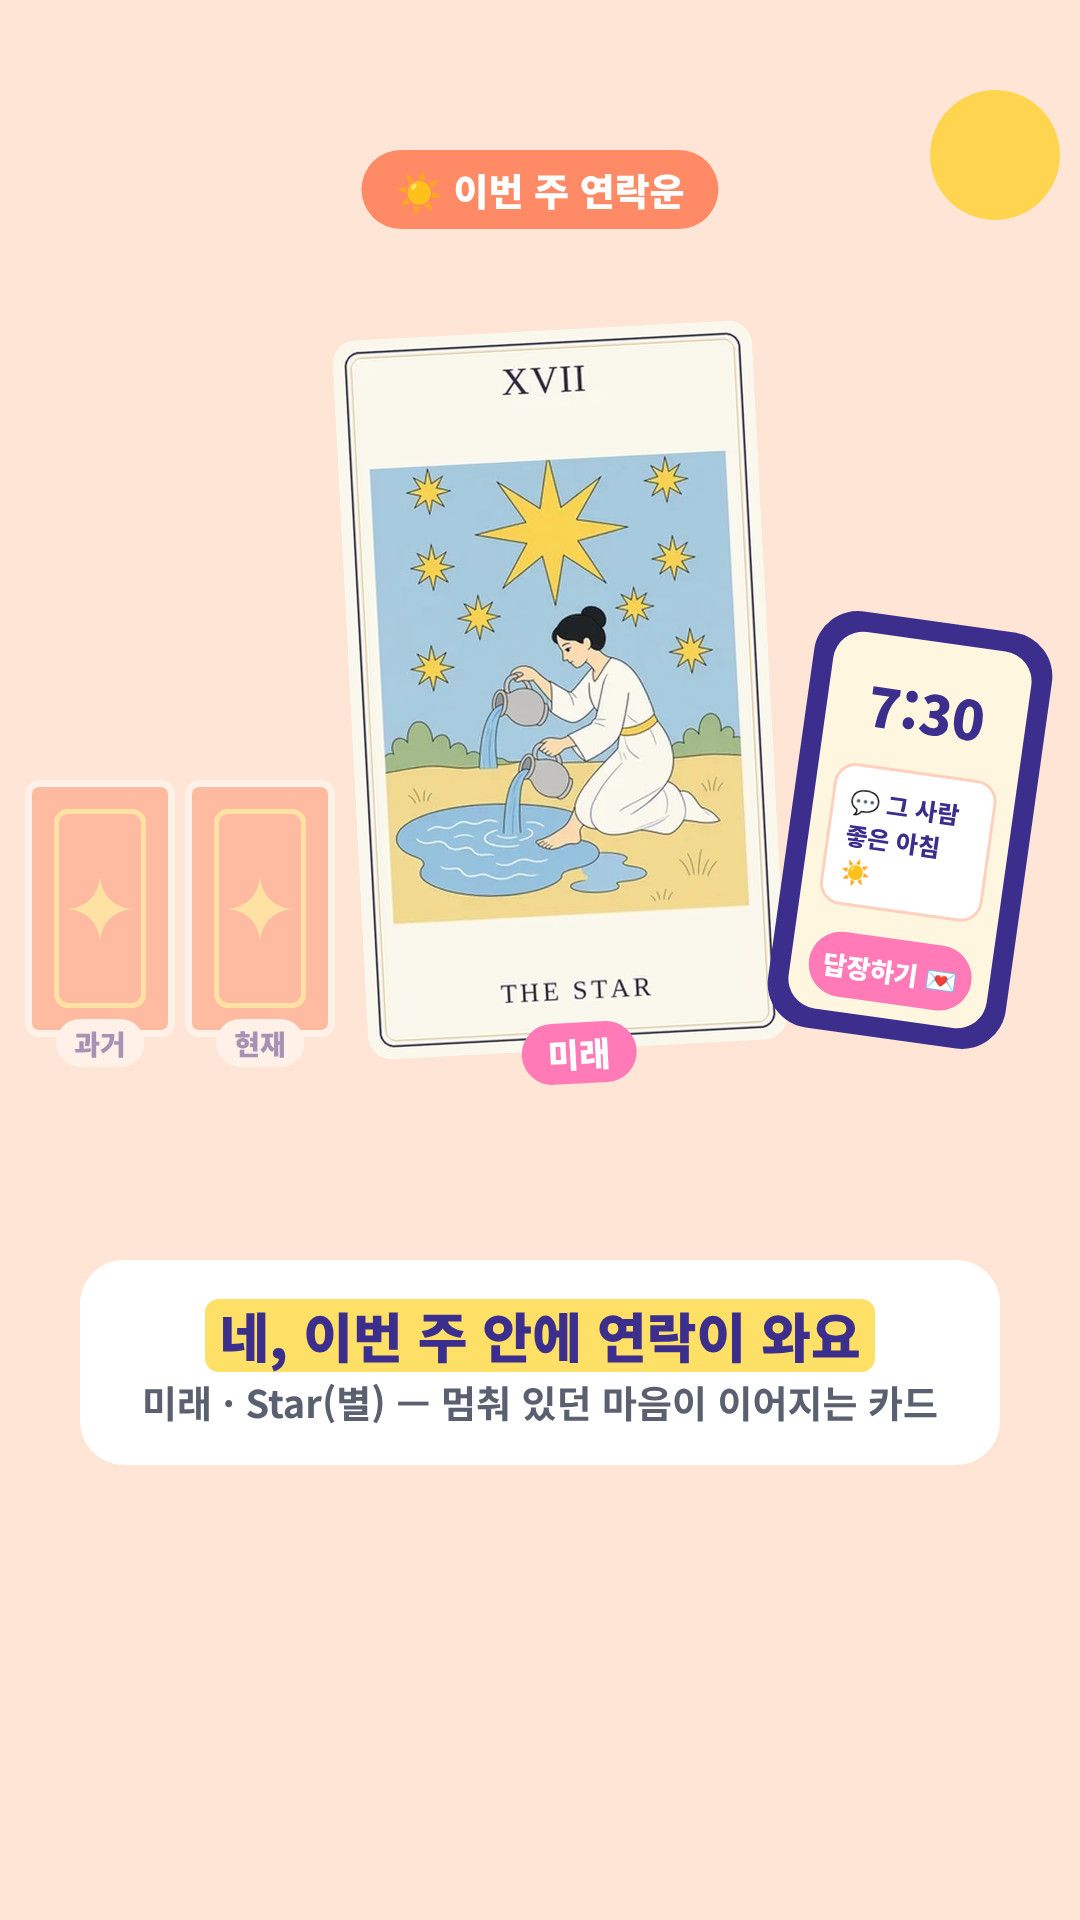 ☀️ 이번 주 연락운
XVII
THE STAR
7:30
💬 그 사람
좋은 아침
☀️
답장하기 💌
과거
현재
미래
네, 이번 주 안에 연락이 와요
미래 · Star(별) — 멈춰 있던 마음이 이어지는 카드